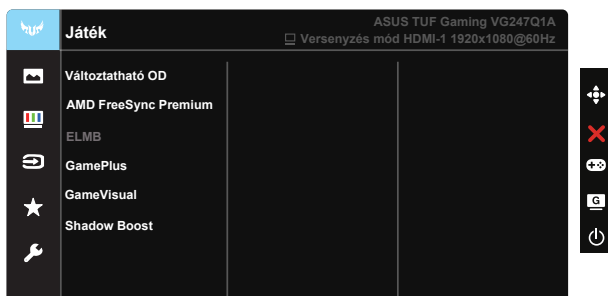 ASUS TUF Gaming VG247Q1A
Játék
Versenyzés mód HDMI-1 1920x1080@60Hz
Változtatható OD
AMD FreeSync Premium
ELMB
GamePlus
GameVisual
Shadow Boost
G